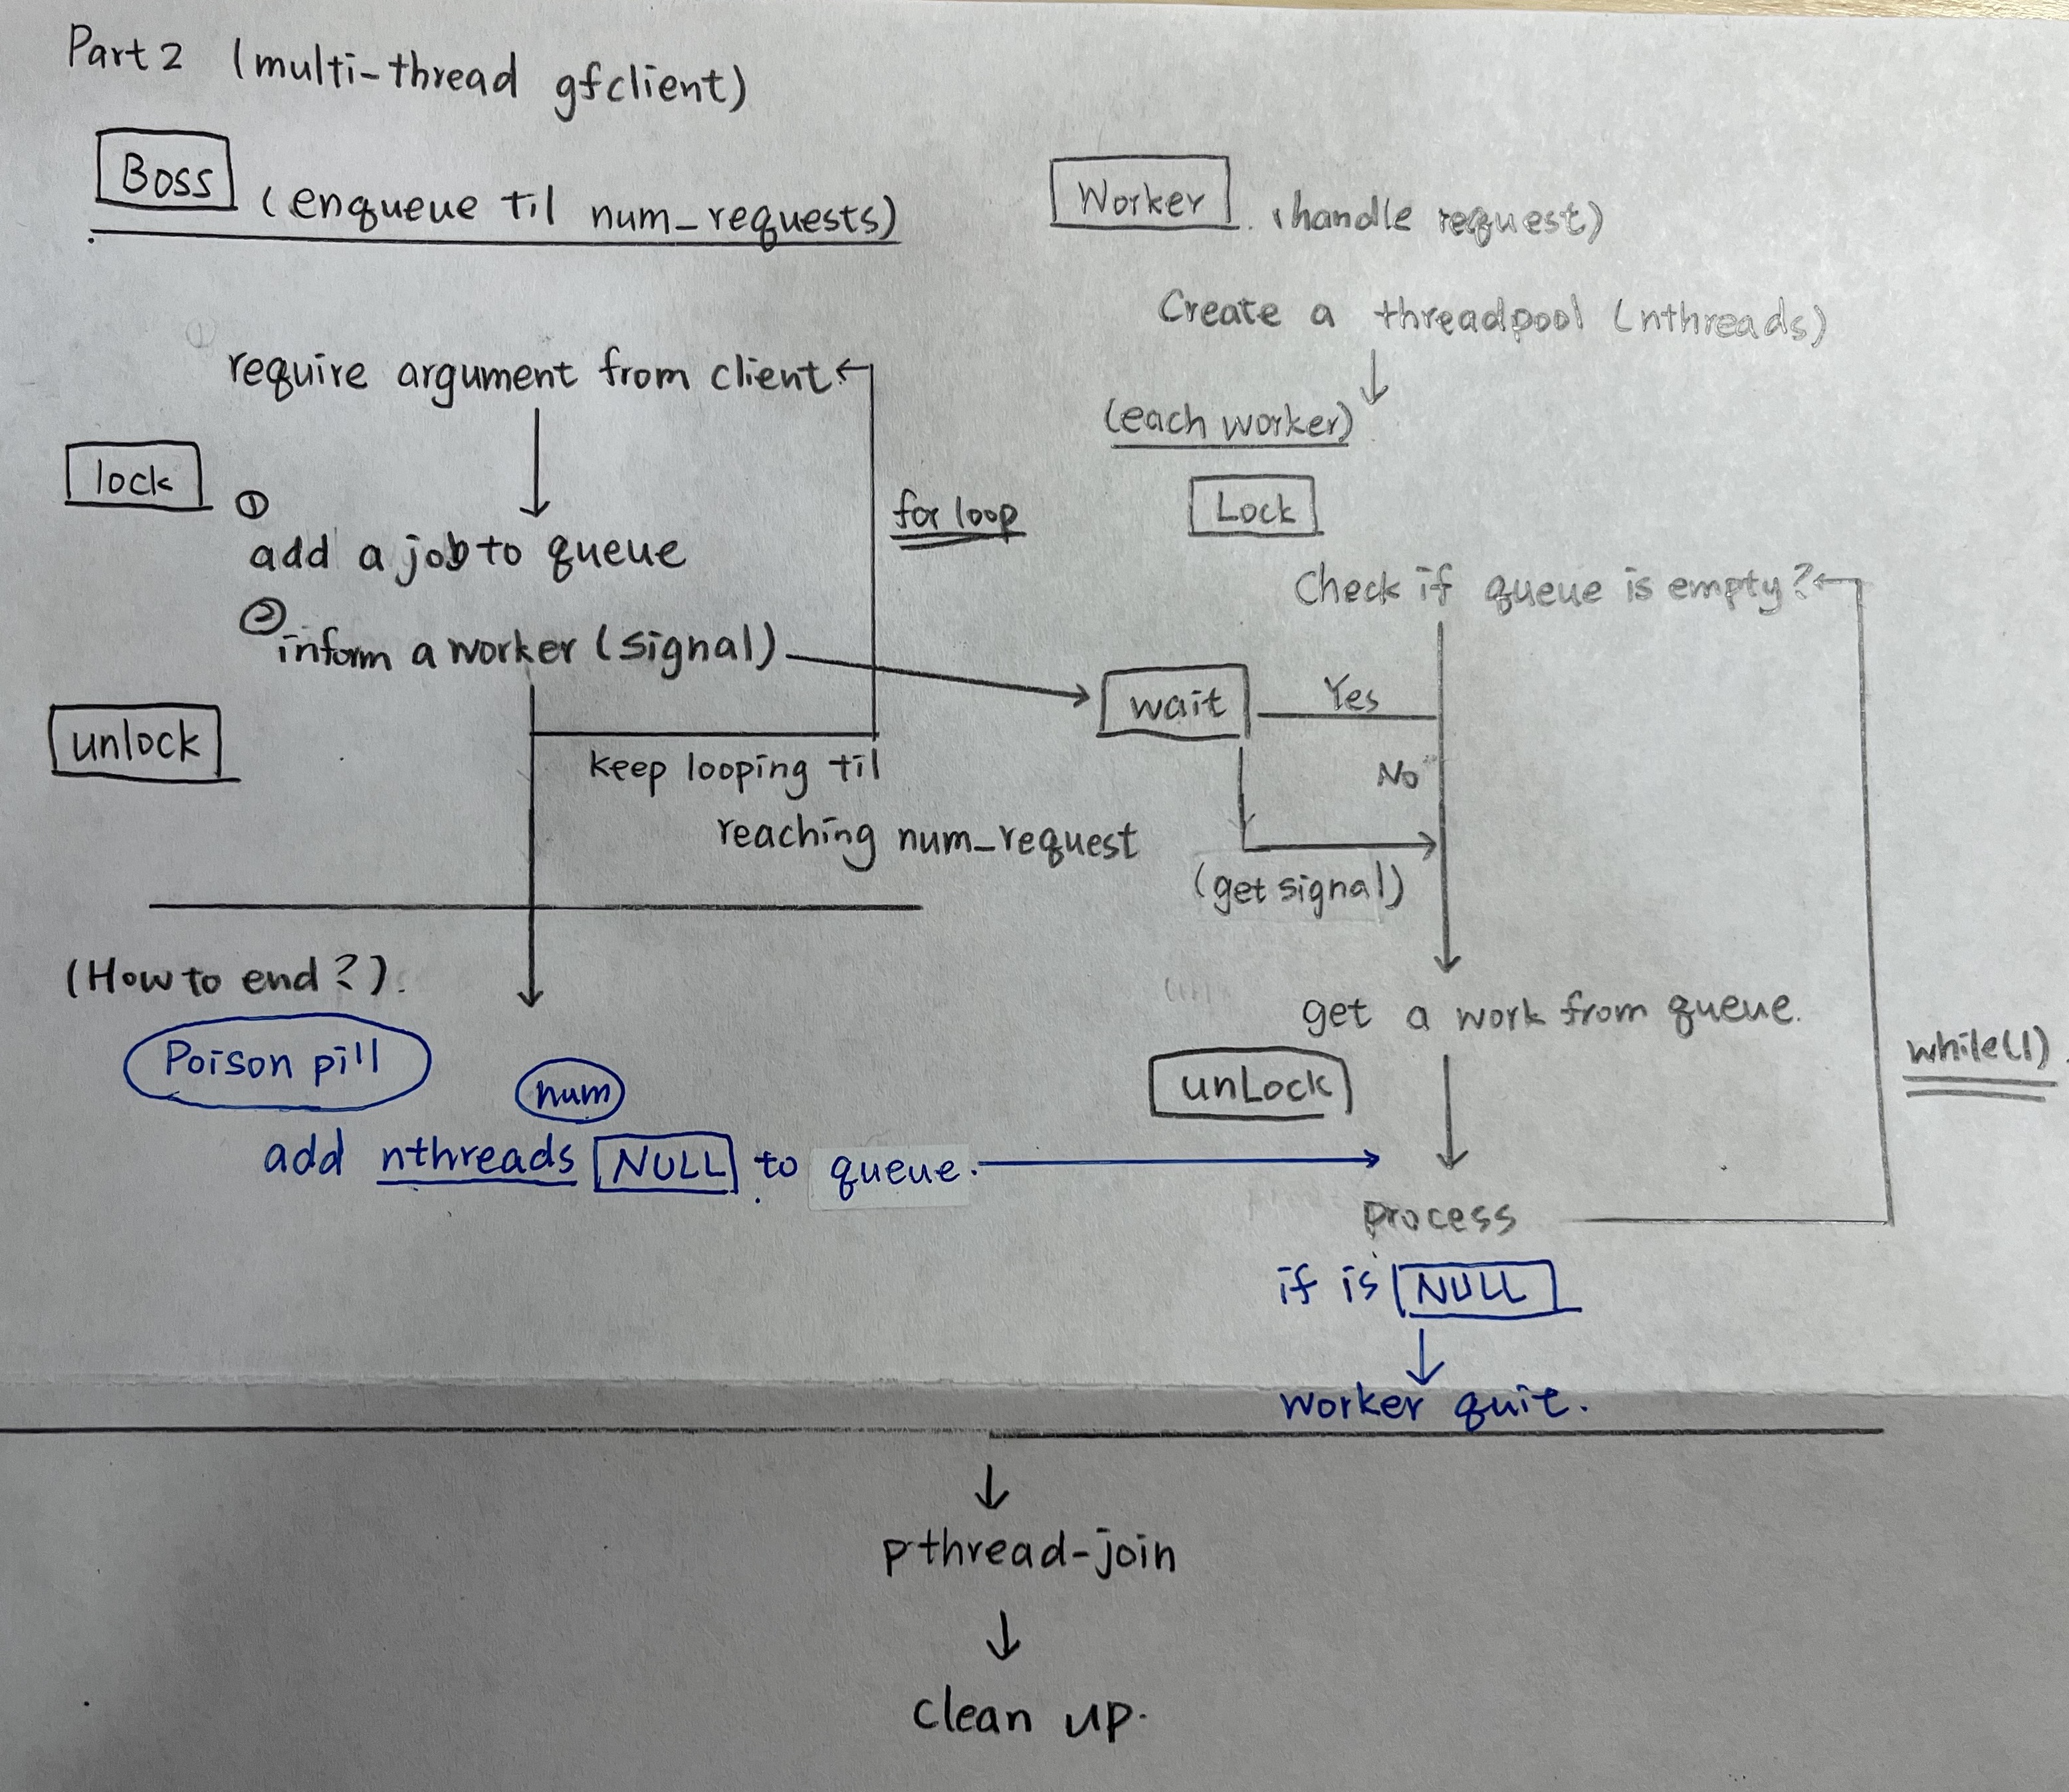 Part 2 (multi-thread gfclient)
Boss (enqueue til num_requests)
require argument from client
lock
①
add a job to queue
②
inform a worker (signal)
for loop
unlock
keep looping til
reaching num_request
(How to end?).
Poison pill
num
add nthreads NULL to queue.
Worker (handle request)
Create a threadpool (nthreads)
(each worker)
Lock
Check if queue is empty?
wait
Yes
No
(get signal)
get a work from queue.
unLock
while(1)
process
if is NULL
worker quit.
pthread-join
clean up.